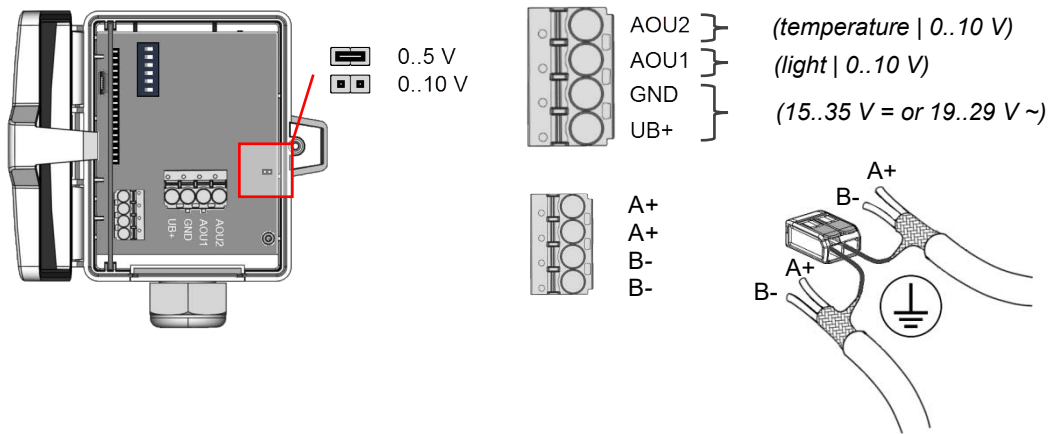 0..5 V
0..10 V
UB+
GND
AOU1
AOU2
AOU2 (temperature | 0..10 V)
AOU1 (light | 0..10 V)
GND
UB+
(15..35 V = or 19..29 V ~)
A+
A+
B-
B-
A+
B-
A+
B-